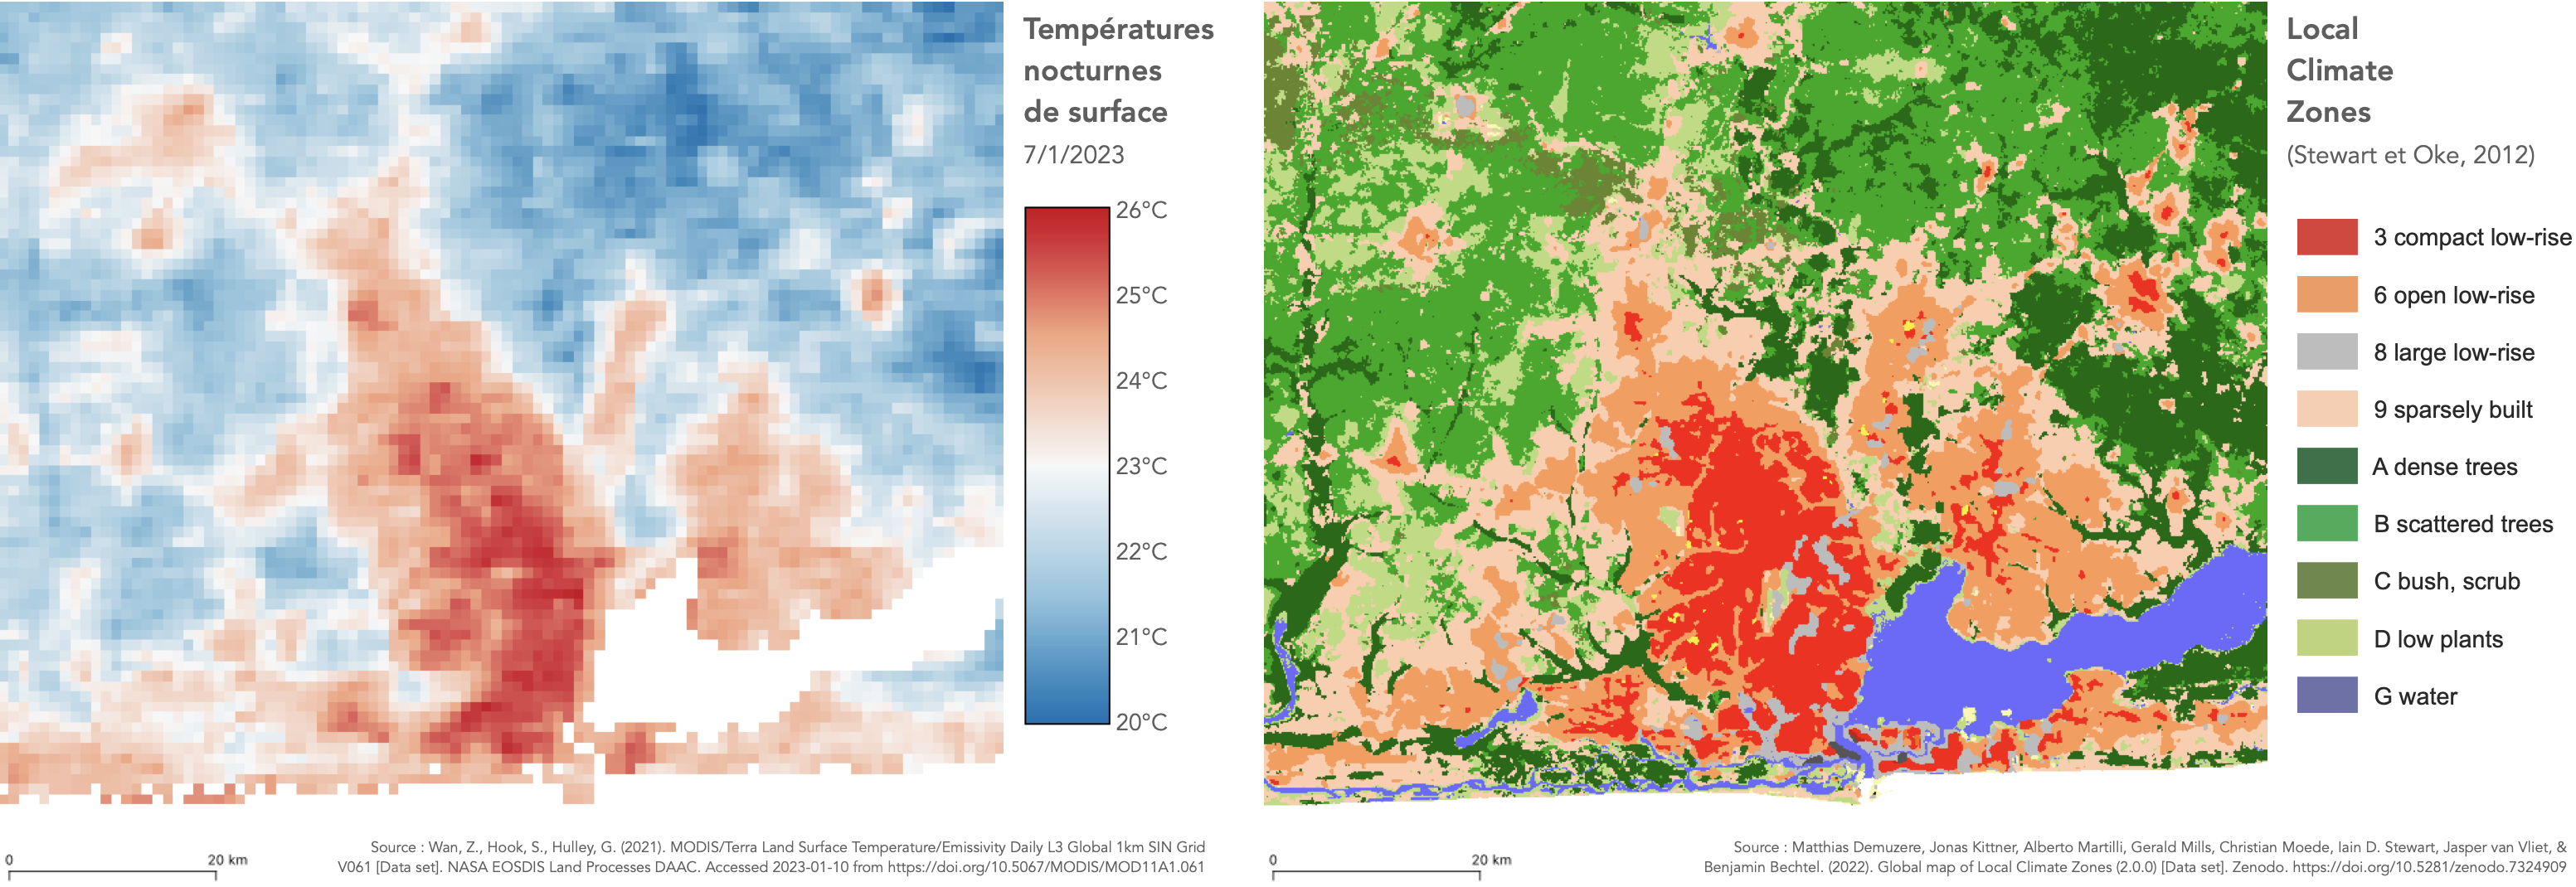 Températures
nocturnes
de surface
7/1/2023
26°C
25°C
24°C
23°C
22°C
21°C
20°C
0 20 km
Source : Wan, Z., Hook, S., Hulley, G. (2021). MODIS/Terra Land Surface Temperature/Emissivity Daily L3 Global 1km SIN Grid
V061 [Data set]. NASA EOSDIS Land Processes DAAC. Accessed 2023-01-10 from https://doi.org/10.5067/MODIS/MOD11A1.061
Local
Climate
Zones
(Stewart et Oke, 2012)
3 compact low-rise
6 open low-rise
8 large low-rise
9 sparsely built
A dense trees
B scattered trees
C bush, scrub
D low plants
G water
0 20 km
Source : Matthias Demuzere, Jonas Kittner, Alberto Martilli, Gerald Mills, Christian Moede, Iain D. Stewart, Jasper van Vliet, &
Benjamin Bechtel. (2022). Global map of Local Climate Zones (2.0.0) [Data set]. Zenodo. https://doi.org/10.5281/zenodo.7324909